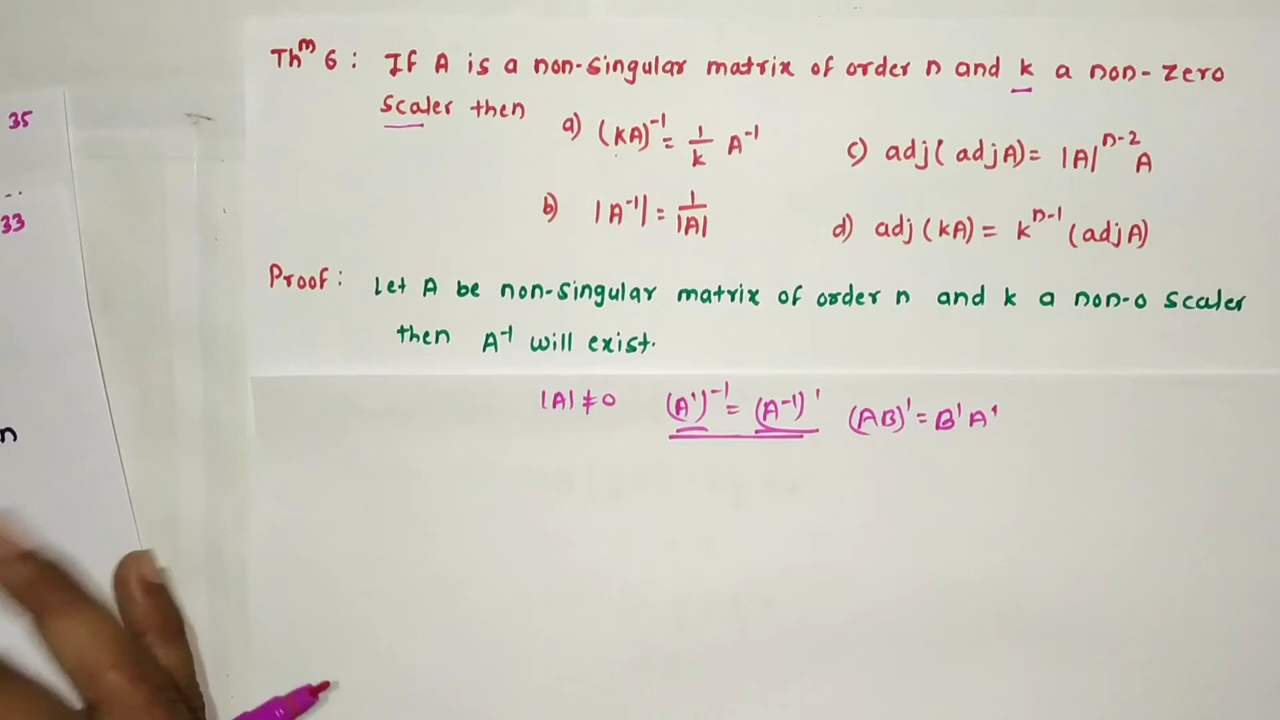 Thm 6: If A is a non-singular matrix of order n and k a non-zero
scaler then
a) (kA)⁻¹ = 1/k A⁻¹
b) |A⁻¹| = 1/|A|
c) adj(adjA) = |A|ⁿ⁻² A
d) adj(kA) = kⁿ⁻¹ (adjA)
Proof: Let A be non-singular matrix of order n and k a non-0 scaler
then A⁻¹ will exist.
|A| ≠ 0 (A')⁻¹ = (A⁻¹)' (AB)' = B'A'
35
..
33
n